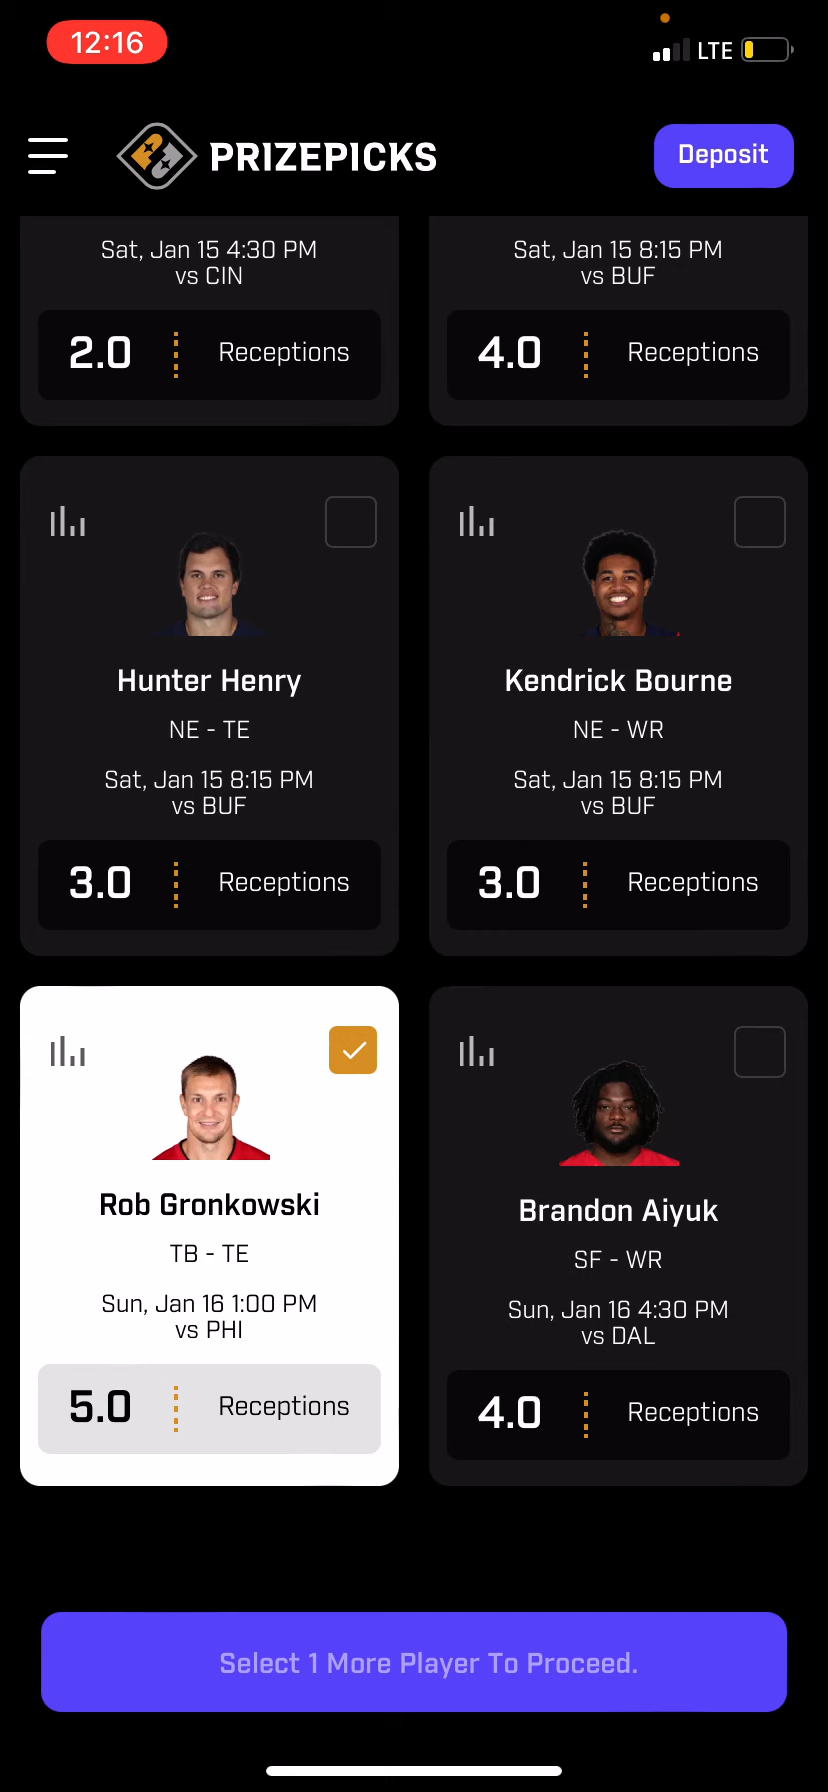 12:16
LTE
PRIZEPICKS
Deposit
Sat, Jan 15 4:30 PM
vs CIN
2.0 Receptions
Sat, Jan 15 8:15 PM
vs BUF
4.0 Receptions
Hunter Henry
NE - TE
Sat, Jan 15 8:15 PM
vs BUF
3.0 Receptions
Kendrick Bourne
NE - WR
Sat, Jan 15 8:15 PM
vs BUF
3.0 Receptions
Rob Gronkowski
TB - TE
Sun, Jan 16 1:00 PM
vs PHI
5.0 Receptions
Brandon Aiyuk
SF - WR
Sun, Jan 16 4:30 PM
vs DAL
4.0 Receptions
Select 1 More Player To Proceed.